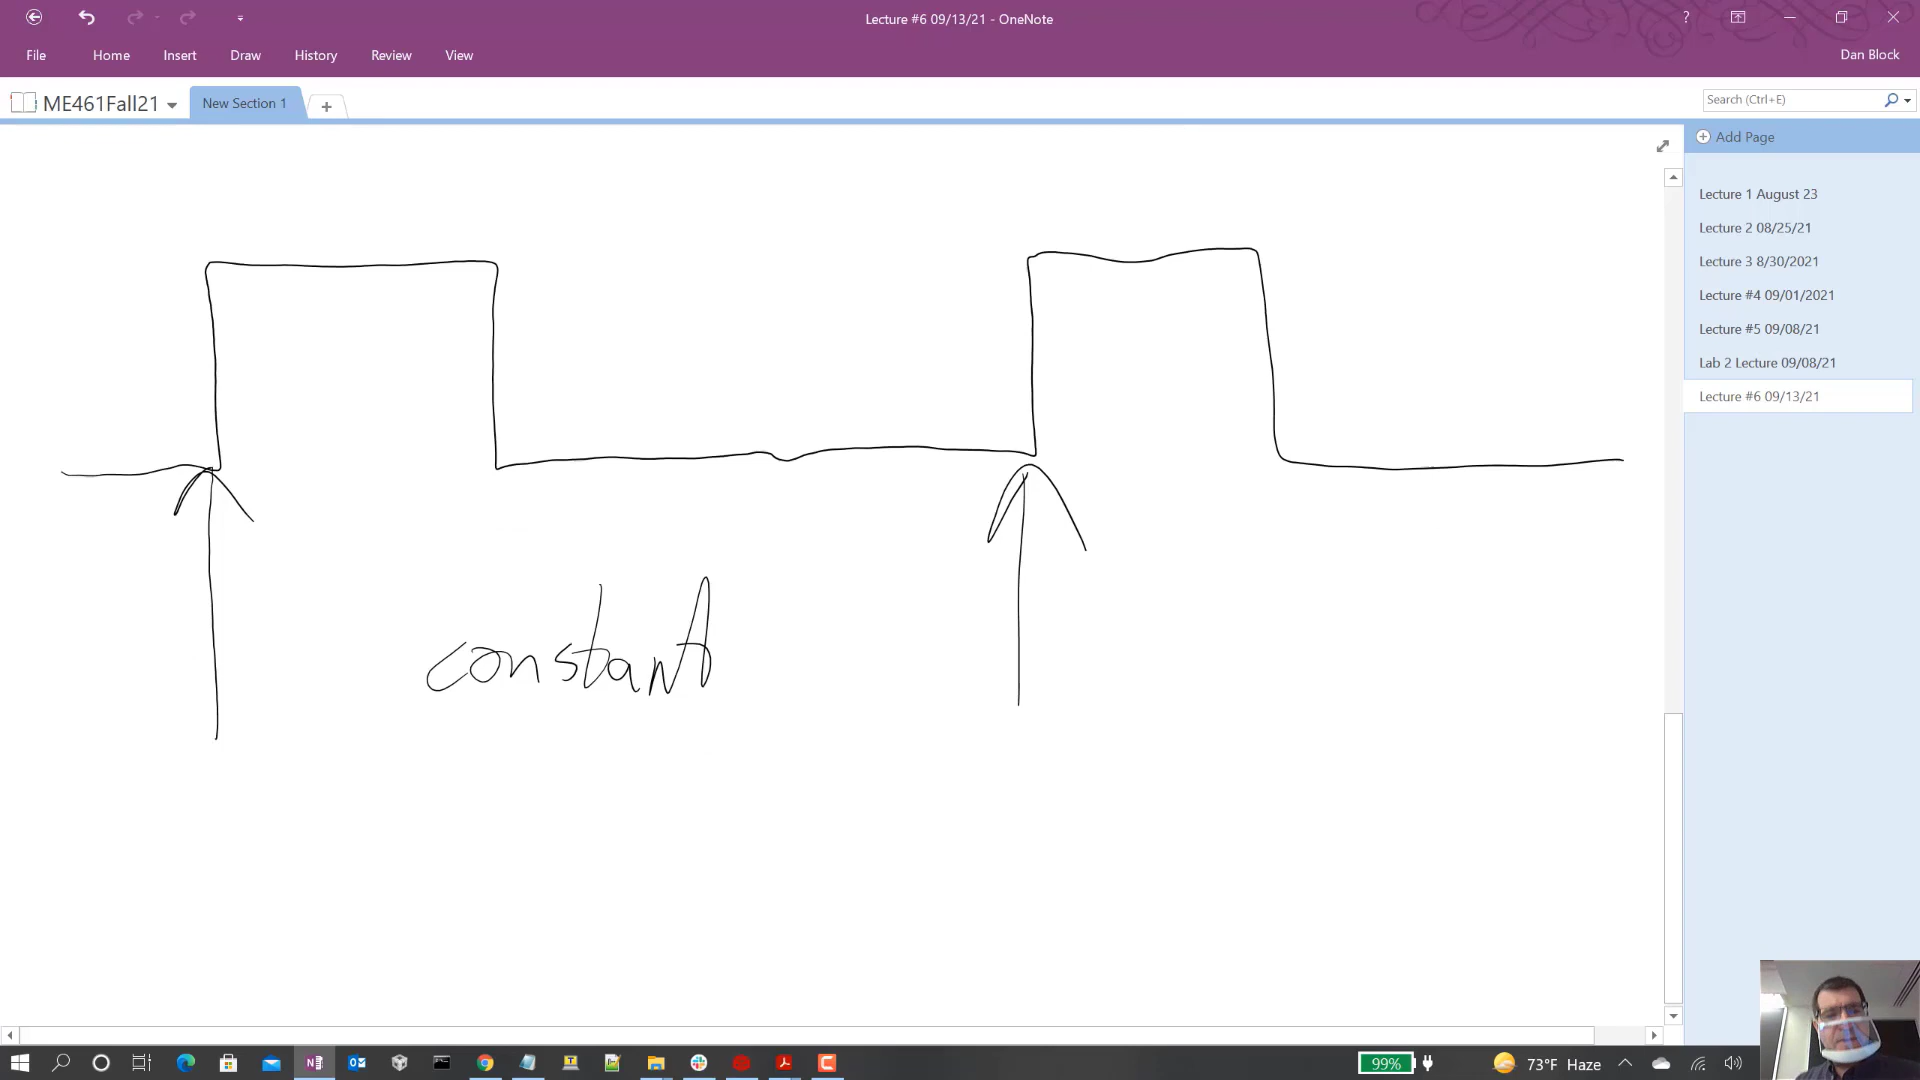 Lecture #6 09/13/21 - OneNote
?
File Home Insert Draw History Review View
Dan Block
ME461Fall21
New Section 1
Search (Ctrl+E)
Add Page
Lecture 1 August 23
Lecture 2 08/25/21
Lecture 3 8/30/2021
Lecture #4 09/01/2021
Lecture #5 09/08/21
Lab 2 Lecture 09/08/21
Lecture #6 09/13/21
constant
99%
73°F Haze